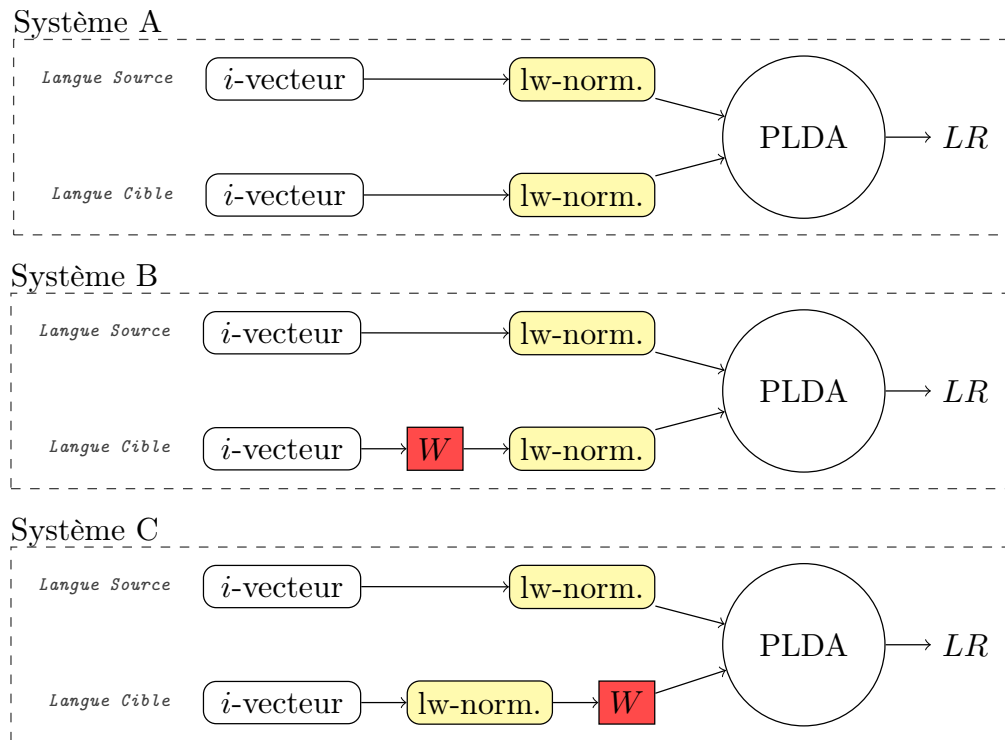 Système A
Langue Source i-vecteur lw-norm.
PLDA LR
Langue Cible i-vecteur lw-norm.
Système B
Langue Source i-vecteur lw-norm.
PLDA LR
Langue Cible i-vecteur W lw-norm.
Système C
Langue Source i-vecteur lw-norm.
PLDA LR
Langue Cible i-vecteur lw-norm. W